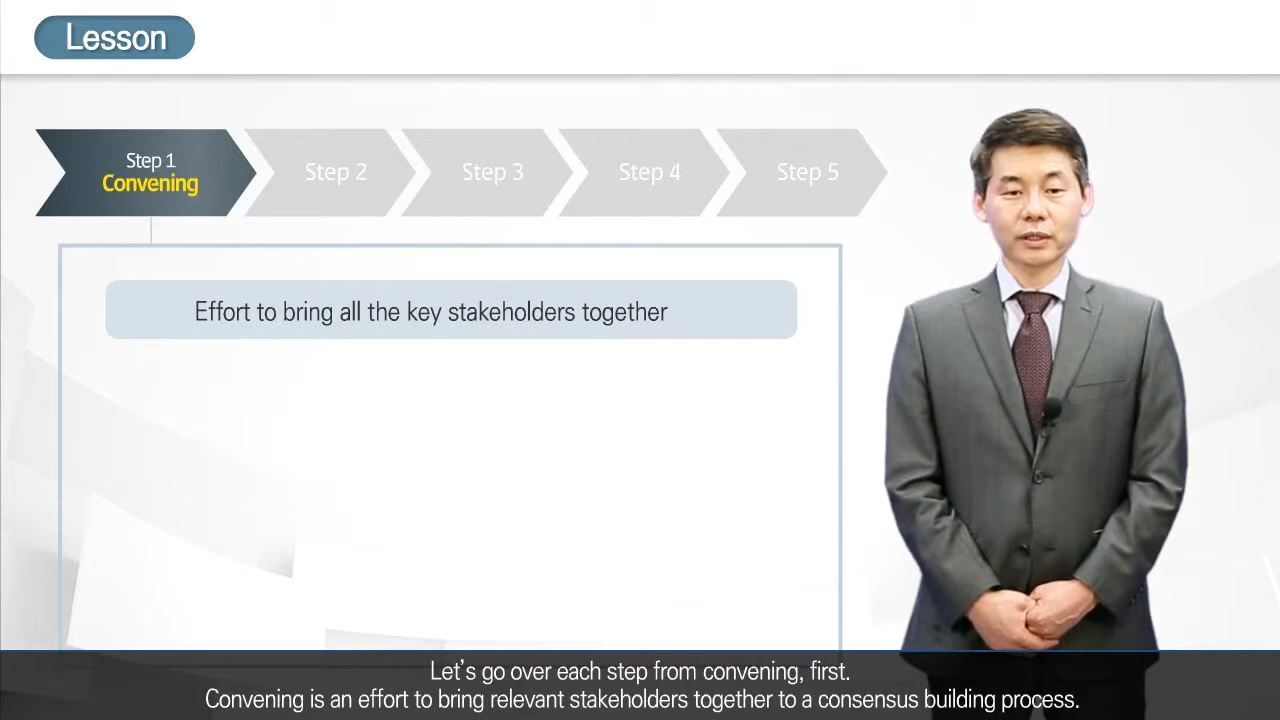 Lesson
Step 1
Convening
Step 2
Step 3
Step 4
Step 5
Effort to bring all the key stakeholders together
Let's go over each step from convening, first.
Convening is an effort to bring relevant stakeholders together to a consensus building process.